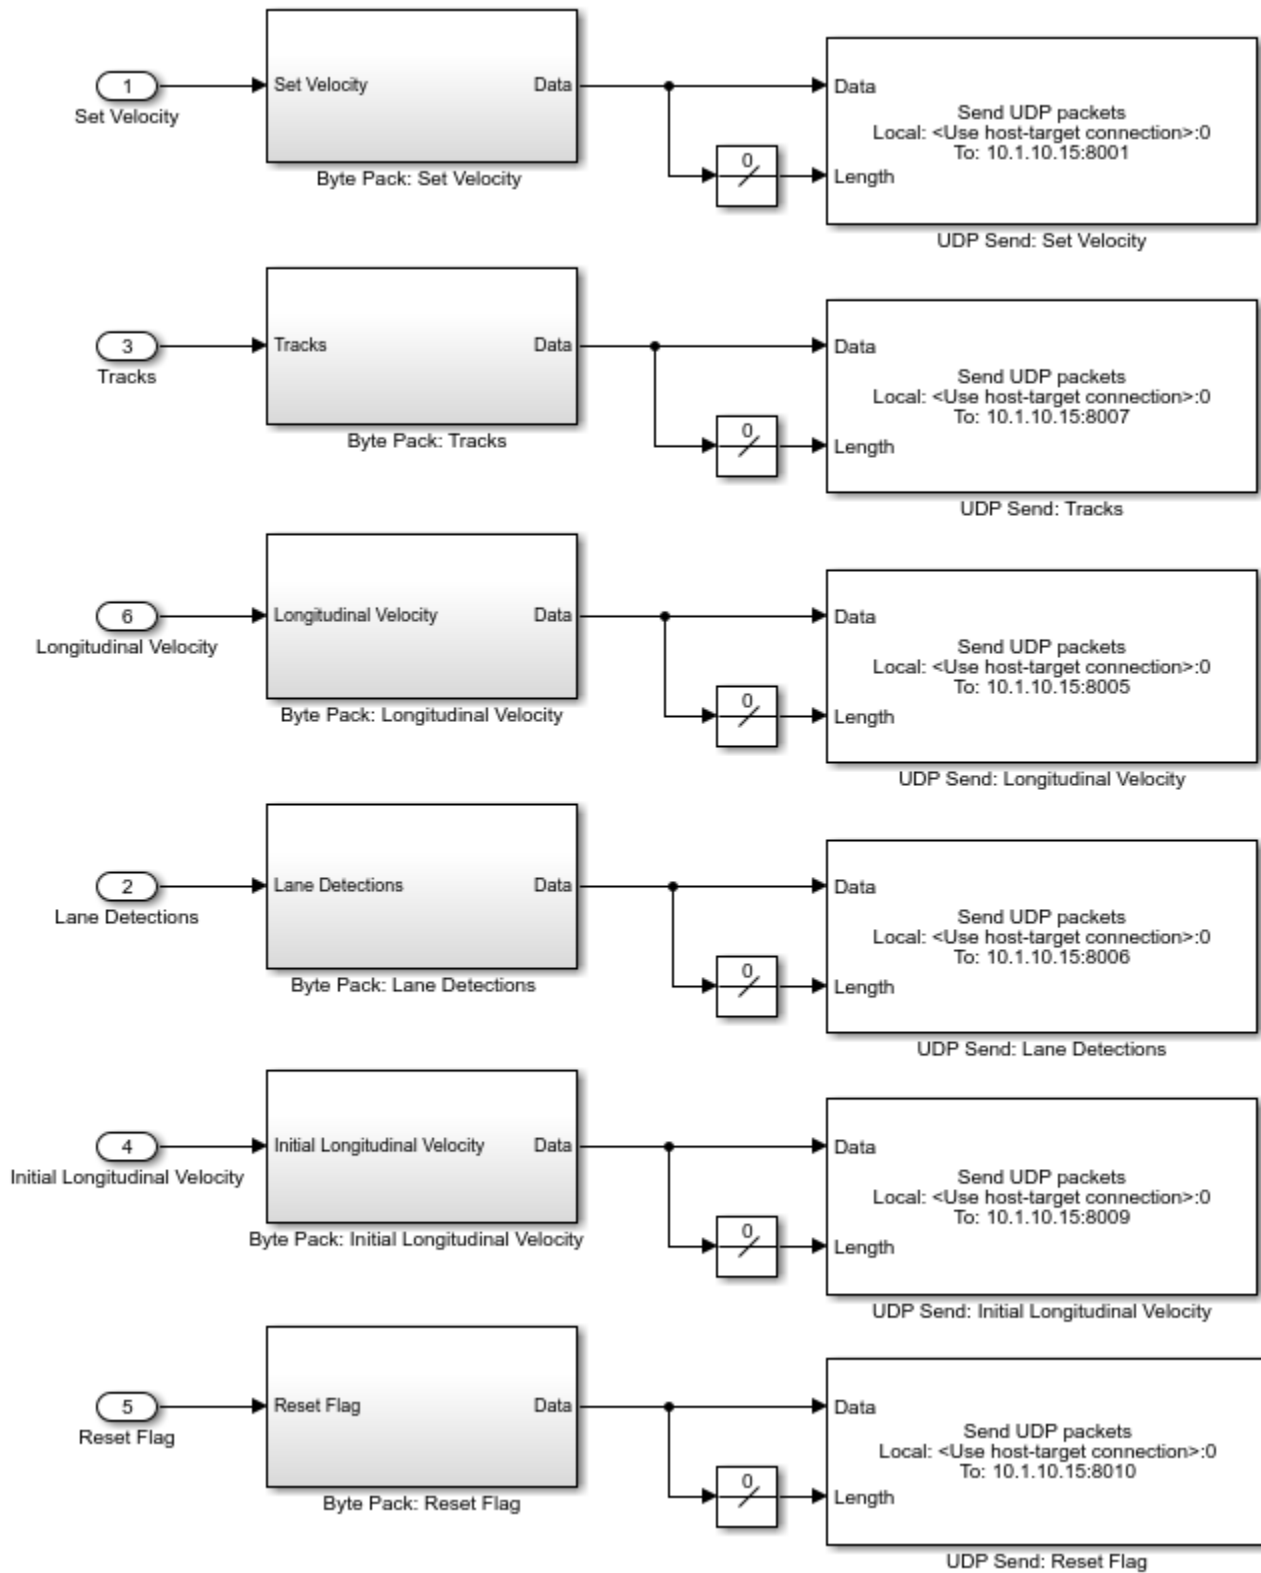 Set Velocity
Data
1
Set Velocity
Byte Pack: Set Velocity
0
Data
Send UDP packets
Local: <Use host-target connection>:0
To: 10.1.10.15:8001
Length
UDP Send: Set Velocity
3
Tracks
Tracks
Data
Byte Pack: Tracks
0
Data
Send UDP packets
Local: <Use host-target connection>:0
To: 10.1.10.15:8007
Length
UDP Send: Tracks
6
Longitudinal Velocity
Longitudinal Velocity
Data
Byte Pack: Longitudinal Velocity
0
Data
Send UDP packets
Local: <Use host-target connection>:0
To: 10.1.10.15:8005
Length
UDP Send: Longitudinal Velocity
2
Lane Detections
Lane Detections
Data
Byte Pack: Lane Detections
0
Data
Send UDP packets
Local: <Use host-target connection>:0
To: 10.1.10.15:8006
Length
UDP Send: Lane Detections
4
Initial Longitudinal Velocity
Initial Longitudinal Velocity
Data
Byte Pack: Initial Longitudinal Velocity
0
Data
Send UDP packets
Local: <Use host-target connection>:0
To: 10.1.10.15:8009
Length
UDP Send: Initial Longitudinal Velocity
5
Reset Flag
Reset Flag
Data
Byte Pack: Reset Flag
0
Data
Send UDP packets
Local: <Use host-target connection>:0
To: 10.1.10.15:8010
Length
UDP Send: Reset Flag